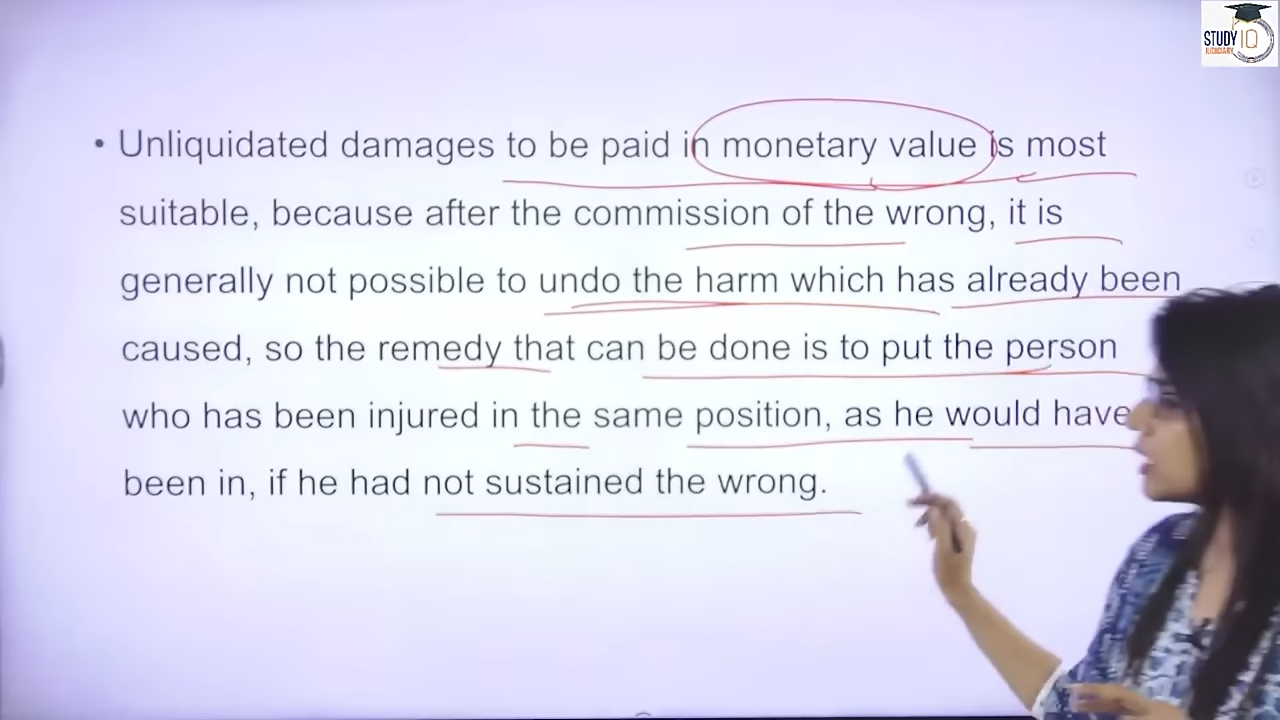 STUDY IQ
JUDICIARY
• Unliquidated damages to be paid in monetary value is most
suitable, because after the commission of the wrong, it is
generally not possible to undo the harm which has already been
caused, so the remedy that can be done is to put the person
who has been injured in the same position, as he would have
been in, if he had not sustained the wrong.